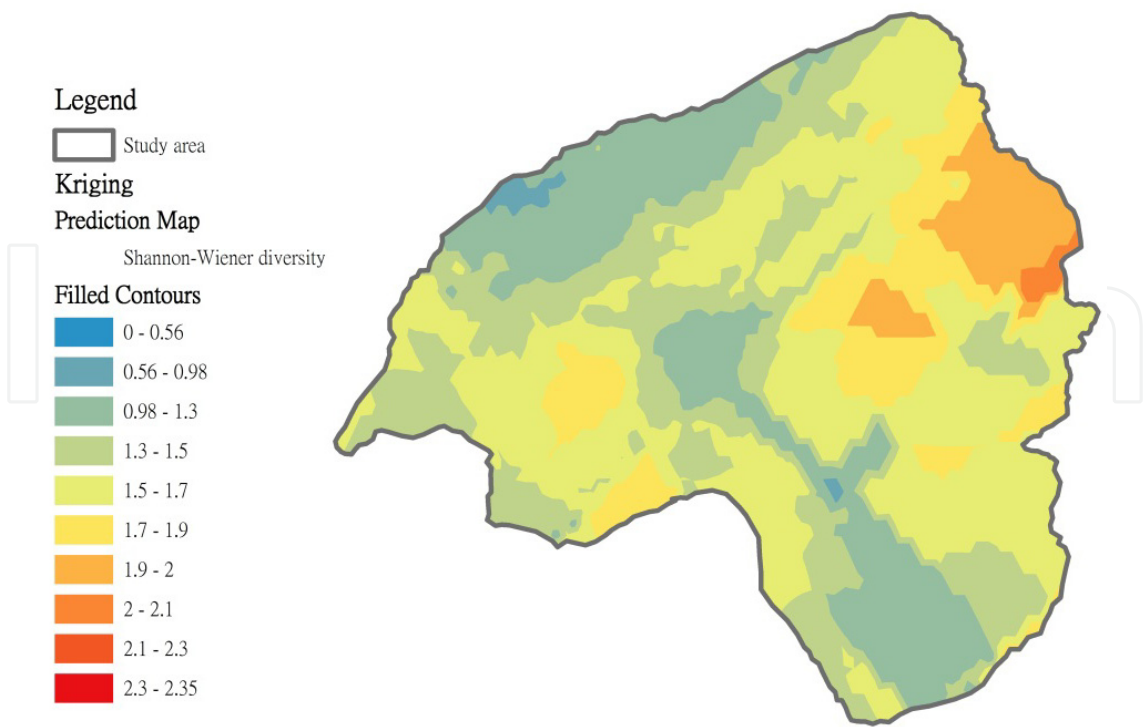 Legend
Study area
Kriging
Prediction Map
Shannon-Wiener diversity
Filled Contours
0 - 0.56
0.56 - 0.98
0.98 - 1.3
1.3 - 1.5
1.5 - 1.7
1.7 - 1.9
1.9 - 2
2 - 2.1
2.1 - 2.3
2.3 - 2.35